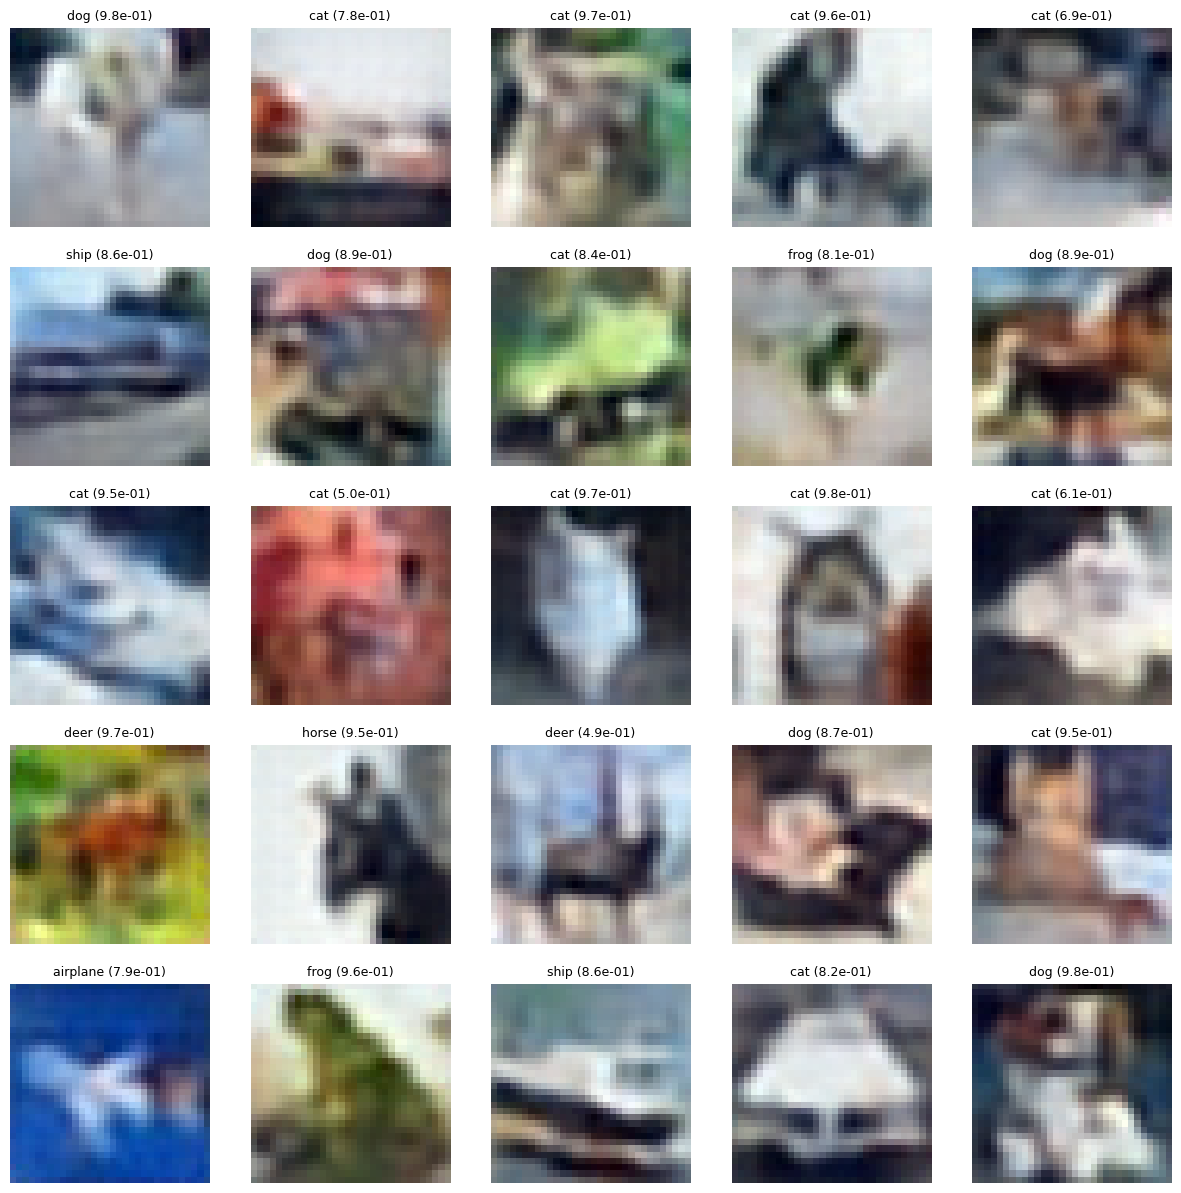 dog (9.8e-01) cat (7.8e-01) cat (9.7e-01) cat (9.6e-01) cat (6.9e-01)
ship (8.6e-01) dog (8.9e-01) cat (8.4e-01) frog (8.1e-01) dog (8.9e-01)
cat (9.5e-01) cat (5.0e-01) cat (9.7e-01) cat (9.8e-01) cat (6.1e-01)
deer (9.7e-01) horse (9.5e-01) deer (4.9e-01) dog (8.7e-01) cat (9.5e-01)
airplane (7.9e-01) frog (9.6e-01) ship (8.6e-01) cat (8.2e-01) dog (9.8e-01)